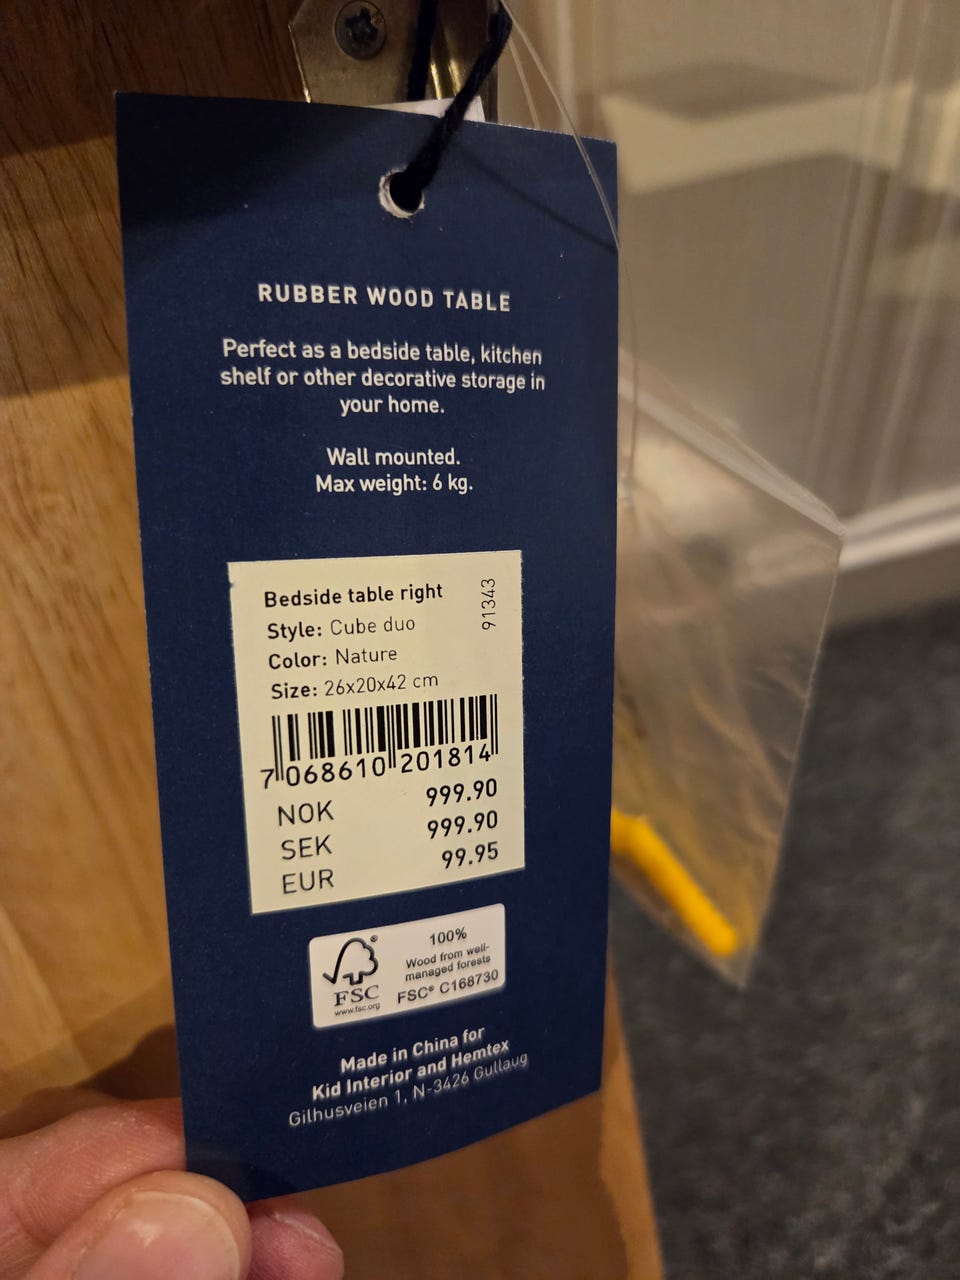 RUBBER WOOD TABLE
Perfect as a bedside table, kitchen
shelf or other decorative storage in
your home.
Wall mounted.
Max weight: 6 kg.
Bedside table right
91343
Style: Cube duo
Color: Nature
Size: 26x20x42 cm
7 068610 201814
NOK 999.90
SEK 999.90
EUR 99.95
FSC®
www.fsc.org
100%
Wood from well-
managed forests
FSC® C168730
Made in China for
Kid Interior and Hemtex
Gilhusveien 1, N-3426 Gullaug